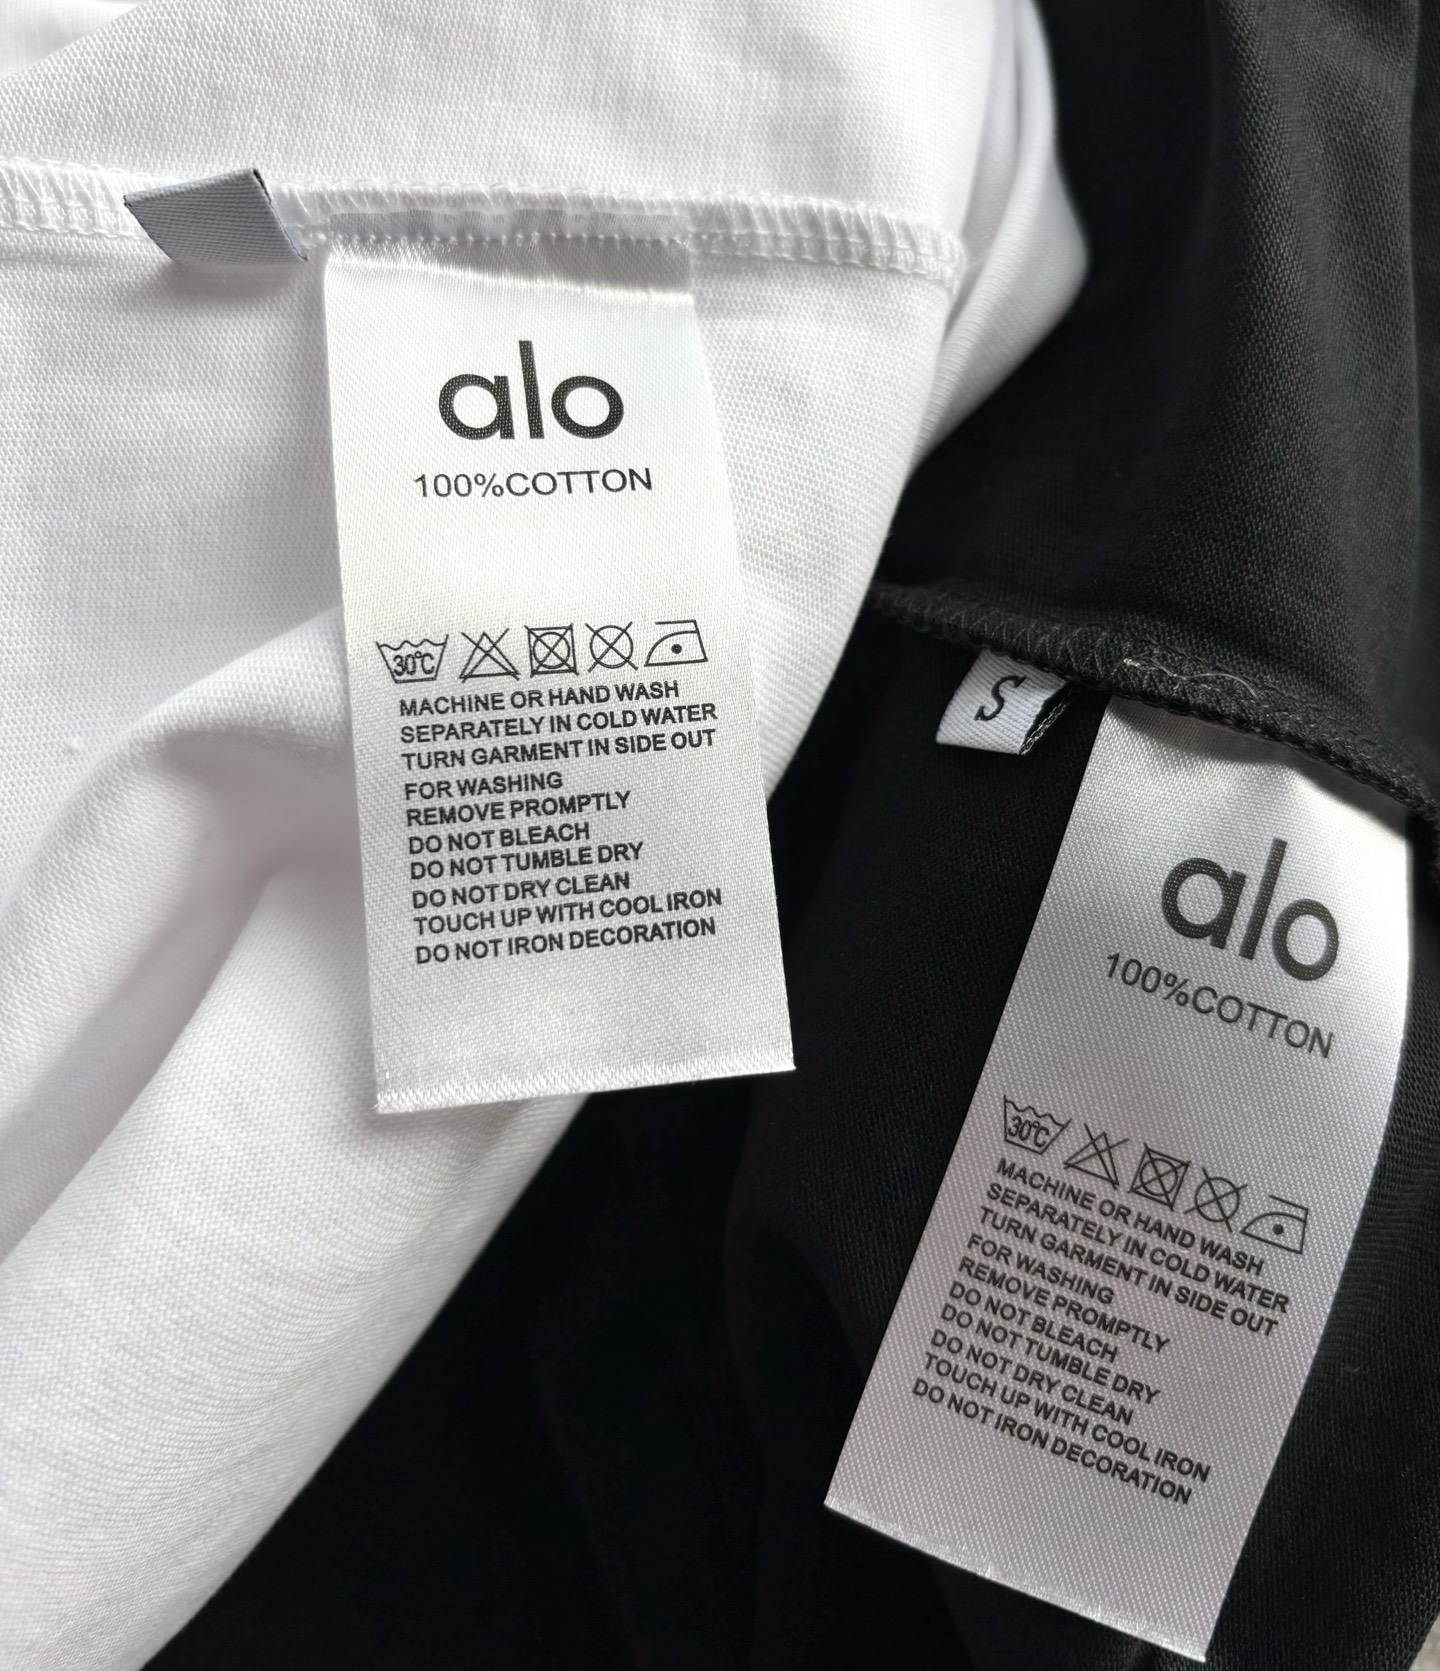 alo
100%COTTON
30℃
MACHINE OR HAND WASH
SEPARATELY IN COLD WATER
TURN GARMENT IN SIDE OUT
FOR WASHING
REMOVE PROMPTLY
DO NOT BLEACH
DO NOT TUMBLE DRY
DO NOT DRY CLEAN
TOUCH UP WITH COOL IRON
DO NOT IRON DECORATION
S
alo
100%COTTON
30℃
MACHINE OR HAND WASH
SEPARATELY IN COLD WATER
TURN GARMENT IN SIDE OUT
FOR WASHING
REMOVE PROMPTLY
DO NOT BLEACH
DO NOT TUMBLE DRY
DO NOT DRY CLEAN
TOUCH UP WITH COOL IRON
DO NOT IRON DECORATION